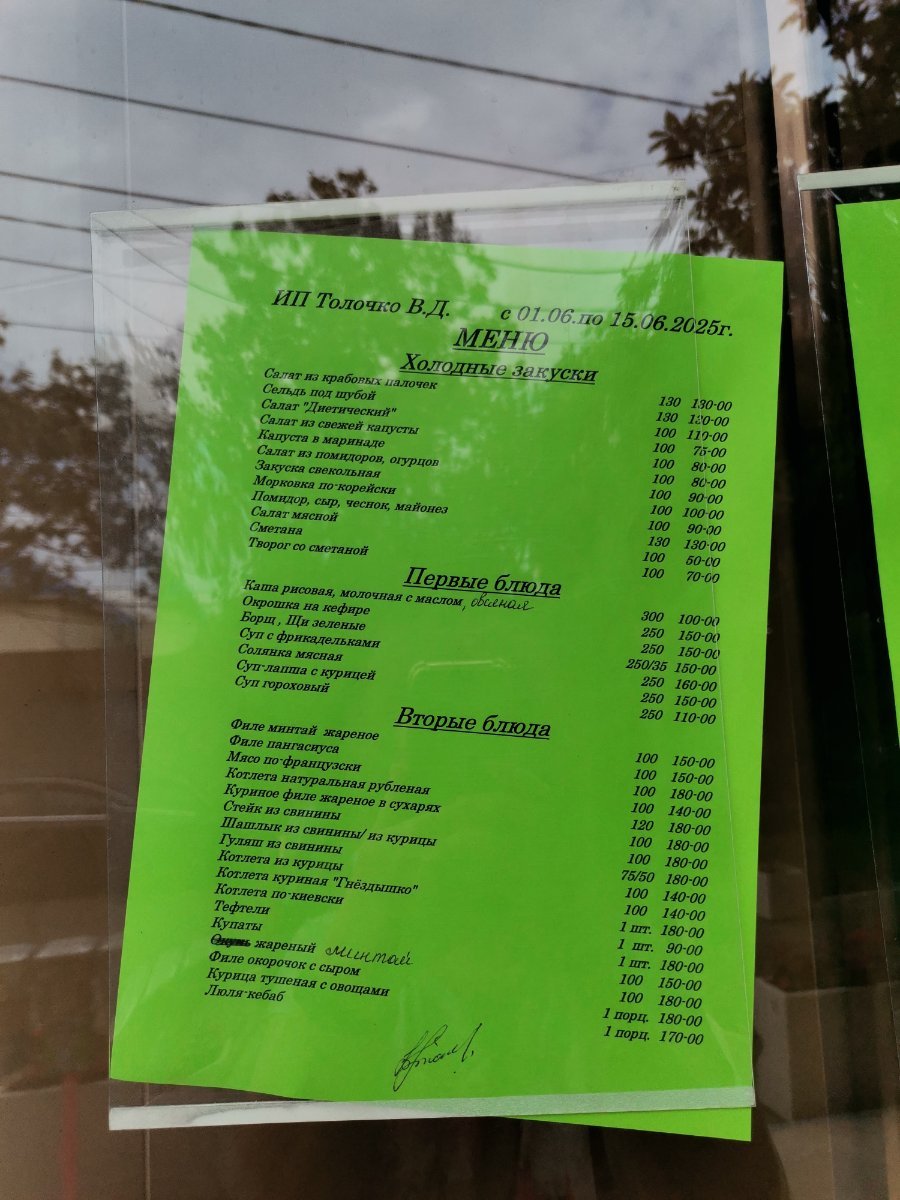 ИП Толочко В.Д. с 01.06.по 15.06.2025г.
МЕНЮ
Холодные закуски
Салат из крабовых палочек 130 130-00
Сельдь под шубой 130 130-00
Салат "Диетический" 100 110-00
Салат из свежей капусты 100 75-00
Капуста в маринаде 100 80-00
Салат из помидоров, огурцов 100 80-00
Закуска свекольная 100 90-00
Морковка по-корейски 100 100-00
Помидор, сыр, чеснок, майонез 100 90-00
Салат мясной 130 130-00
Сметана 100 50-00
Творог со сметаной 100 70-00
Первые блюда
Каша рисовая, молочная с маслом, овсяная 300 100-00
Окрошка на кефире 250 150-00
Борщ , Щи зеленые 250 150-00
Суп с фрикадельками 250/35 150-00
Солянка мясная 250 160-00
Суп-лапша с курицей 250 150-00
Суп гороховый 250 110-00
Вторые блюда
Филе минтай жареное 100 150-00
Филе пангасиуса 100 150-00
Мясо по-французски 100 180-00
Котлета натуральная рубленая 100 140-00
Куриное филе жареное в сухарях 120 180-00
Стейк из свинины 100 180-00
Шашлык из свинины/ из курицы 100 180-00
Гуляш из свинины 75/50 180-00
Котлета из курицы 100 140-00
Котлета куриная "Гнёздышко" 100 140-00
Котлета по-киевски 1 шт. 180-00
Тефтели 1 шт. 90-00
Купаты 1 шт. 180-00
Окунь жареный минтай 100 150-00
Филе окорочок с сыром 100 180-00
Курица тушеная с овощами 1 порц. 180-00
Люля-кебаб 1 порц. 170-00